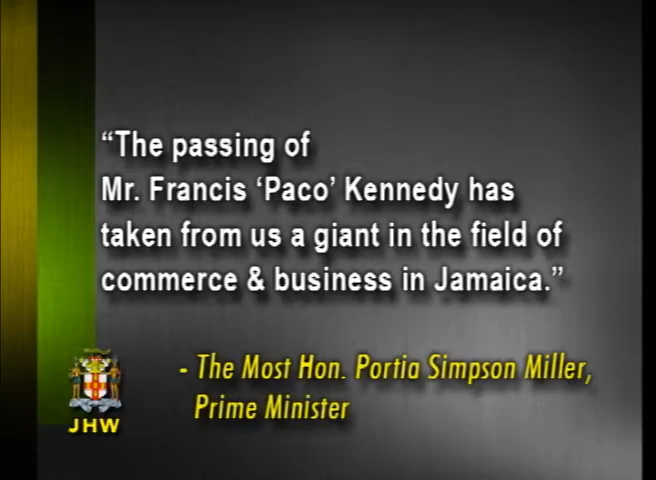 “The passing of
Mr. Francis ‘Paco’ Kennedy has
taken from us a giant in the field of
commerce & business in Jamaica.”
- The Most Hon. Portia Simpson Miller,
Prime Minister
JHW